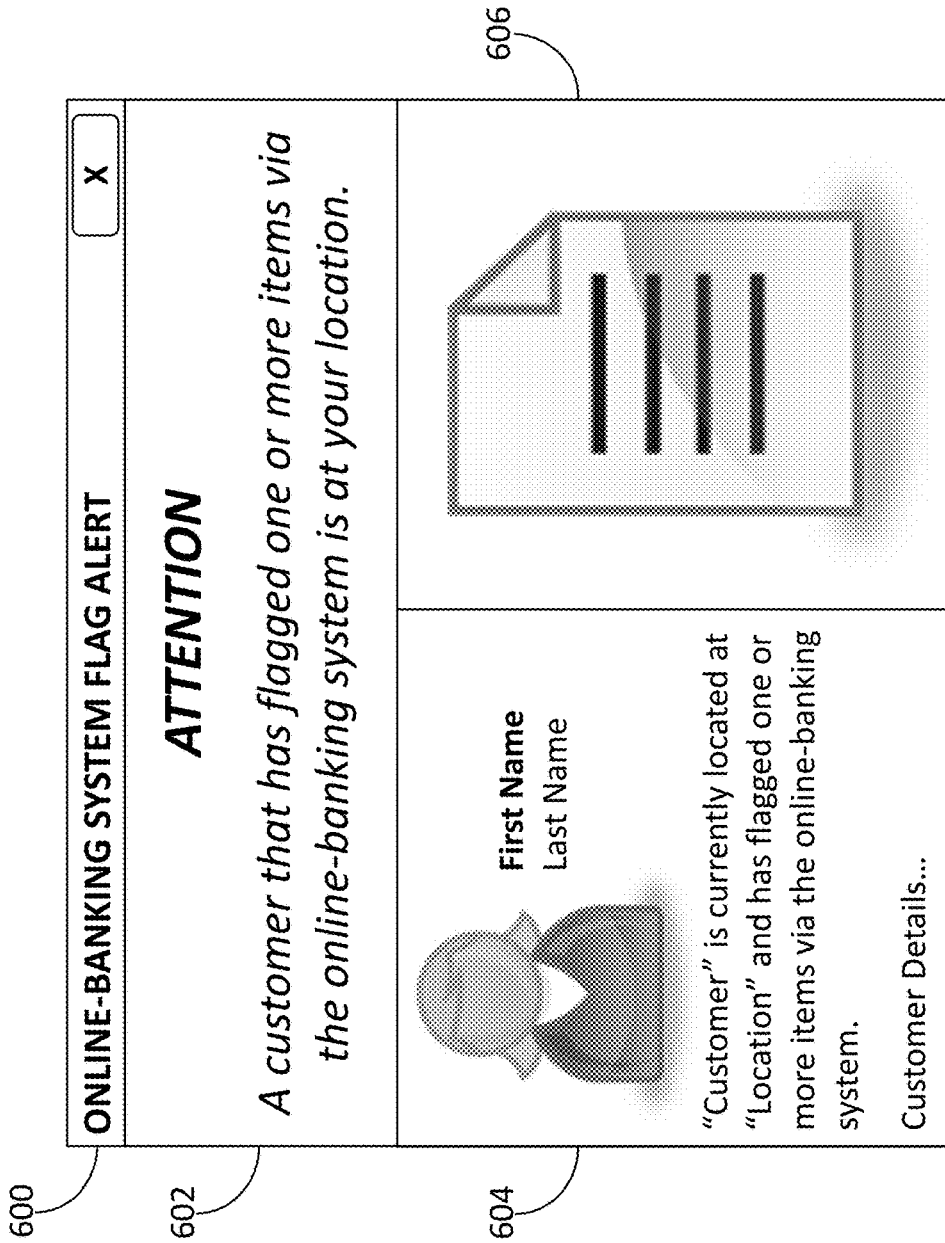 600
ONLINE-BANKING SYSTEM FLAG ALERT
X
602
ATTENTION
A customer that has flagged one or more items via
the online-banking system is at your location.
604
First Name
Last Name
“Customer” is currently located at
“Location” and has flagged one or
more items via the online-banking
system.
Customer Details...
606